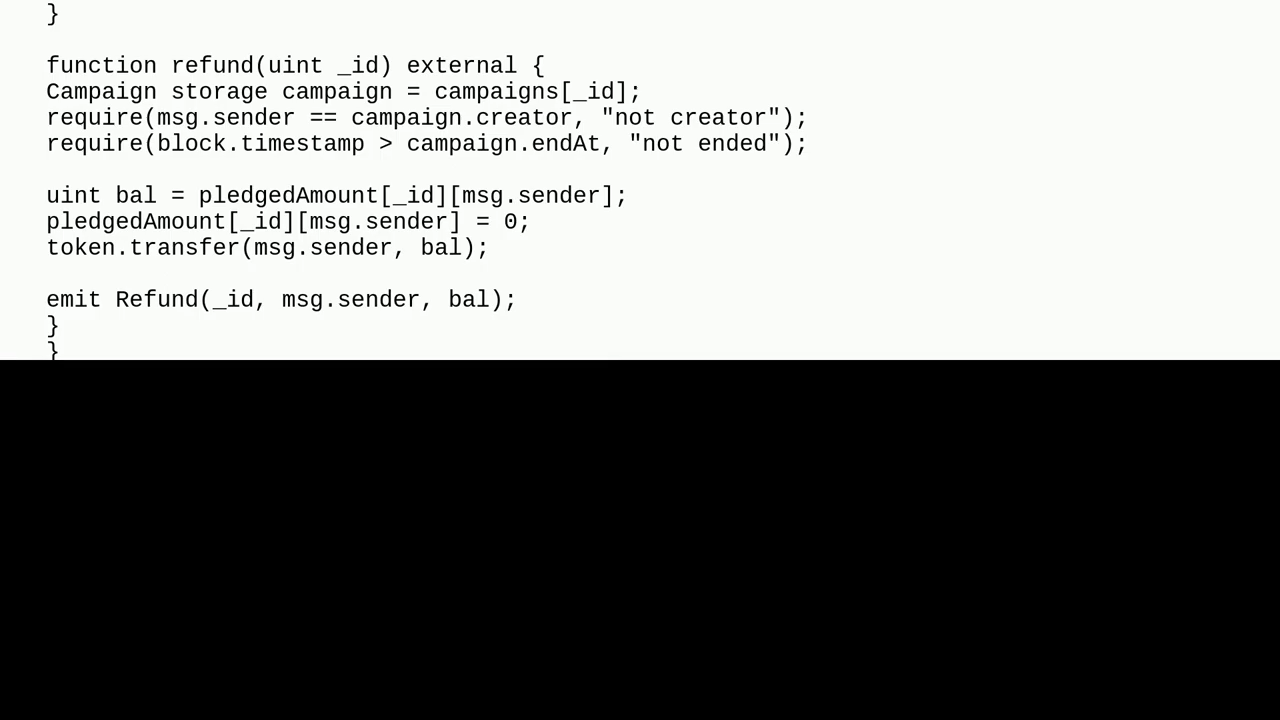 }
function refund(uint _id) external {
Campaign storage campaign = campaigns[_id];
require(msg.sender == campaign.creator, "not creator");
require(block.timestamp > campaign.endAt, "not ended");
uint bal = pledgedAmount[_id][msg.sender];
pledgedAmount[_id][msg.sender] = 0;
token.transfer(msg.sender, bal);
emit Refund(_id, msg.sender, bal);
}
}